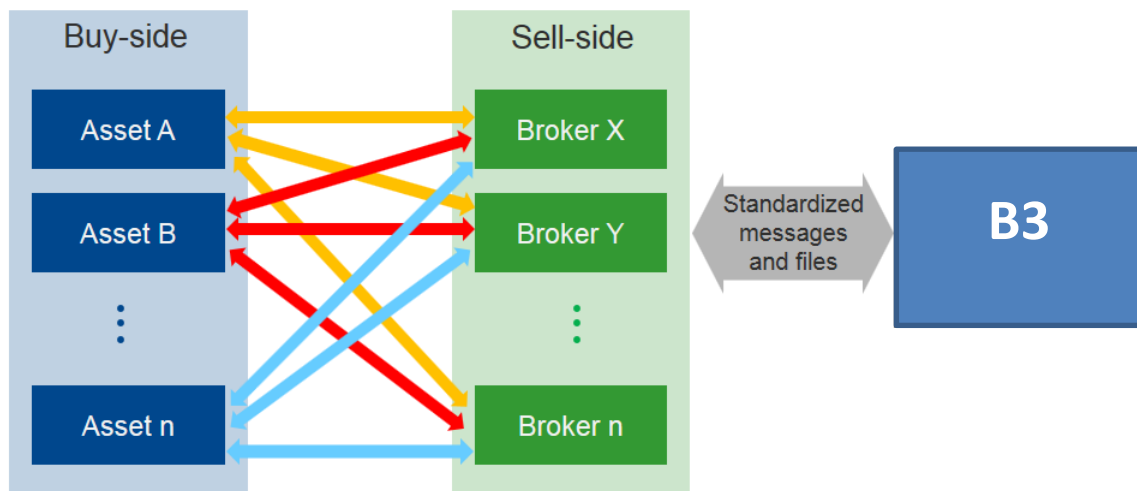 Buy-side
Sell-side
Asset A
Broker X
Asset B
Broker Y
Standardized
messages
and files
B3
Asset n
Broker n